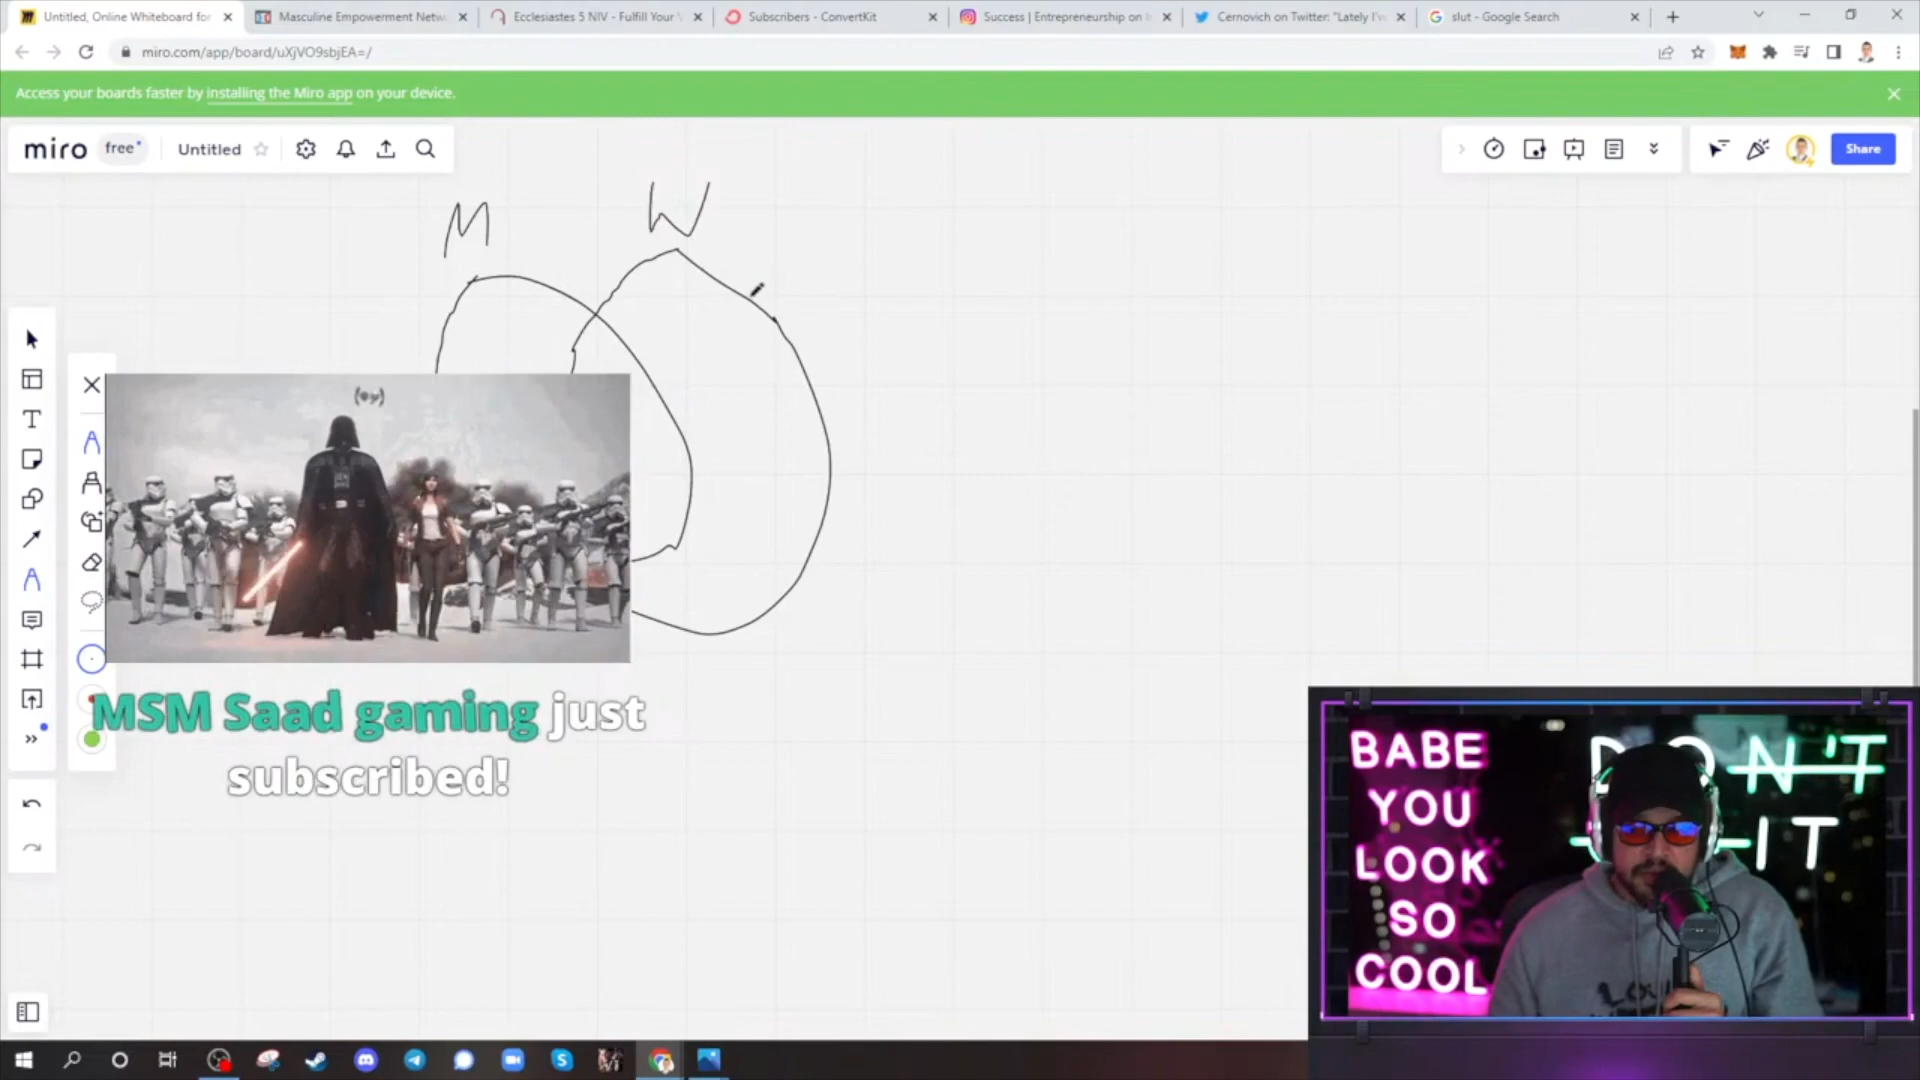 Untitled, Online Whiteboard for
Masculine Empowerment Netw
Ecclesiastes 5 NIV - Fulfill Your V
Subscribers - ConvertKit
Success | Entrepreneurship on
Cernovich on Twitter: "Lately I'v
slut - Google Search
miro.com/app/board/uXjVO9sbjEA=/
Access your boards faster by installing the Miro app on your device.
miro free Untitled
Share
M
W
MSM Saad gaming just
subscribed!
BABE
YOU
LOOK
SO
COOL
DON'T
IT